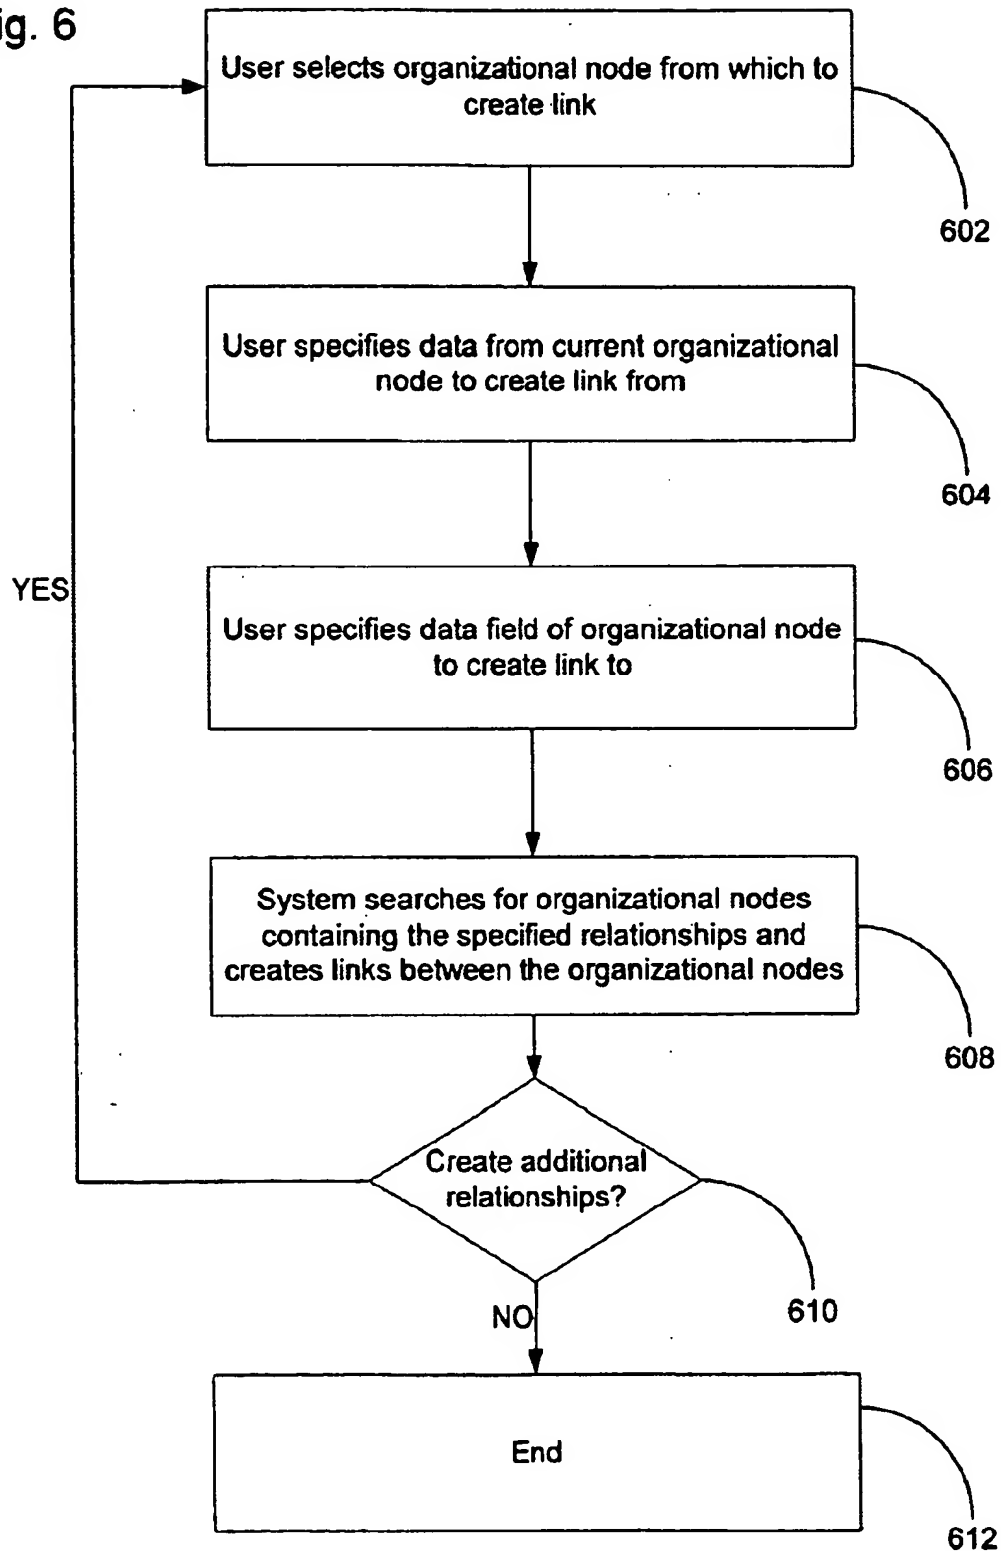 ig. 6
User selects organizational node from which to
create link
602
User specifies data from current organizational
node to create link from
604
YES
User specifies data field of organizational node
to create link to
606
System searches for organizational nodes
containing the specified relationships and
creates links between the organizational nodes
608
Create additional
relationships?
610
NO
End
612